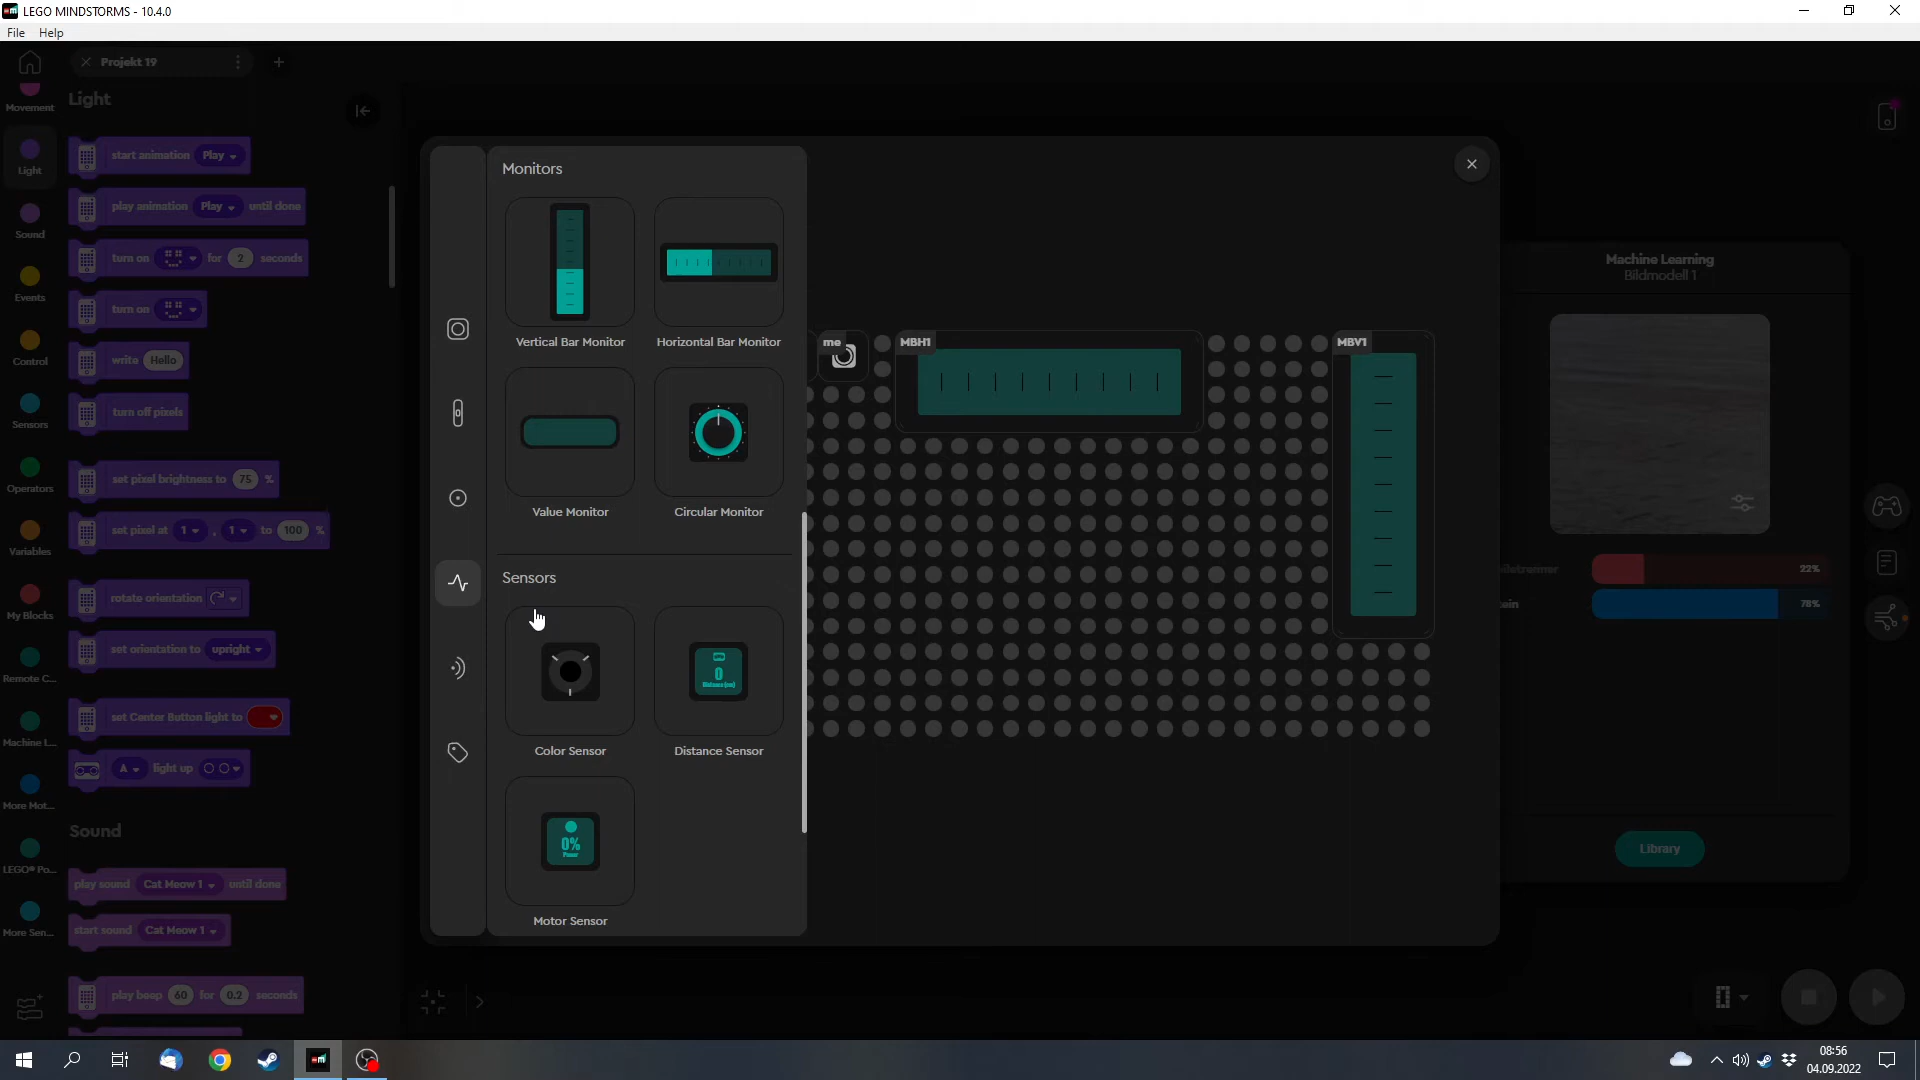 LEGO MINDSTORMS - 10.4.0
File Help
Projekt 19
Movement
Light
Light
Sound
Events
Control
Sensors
Operators
Variables
My Blocks
Remote C...
Machine L...
More Mot...
LEGO® Po...
More Sen...
start animation Play
play animation Play until done
turn on for 2 seconds
turn on
write Hello
turn off pixels
set pixel brightness to 75 %
set pixel at 1 , 1 to 100 %
rotate orientation
set orientation to upright
set Center Button light to
A light up
Sound
play sound Cat Meow 1 until done
start sound Cat Meow 1
play beep 60 for 0.2 seconds
Monitors
Vertical Bar Monitor
Horizontal Bar Monitor
Value Monitor
Circular Monitor
Sensors
Color Sensor
0
Distance (cm)
Distance Sensor
0%
Power
Motor Sensor
me
MBH1
MBV1
Machine Learning
Bildmodell 1
22%
78%
Library
08:56
04.09.2022